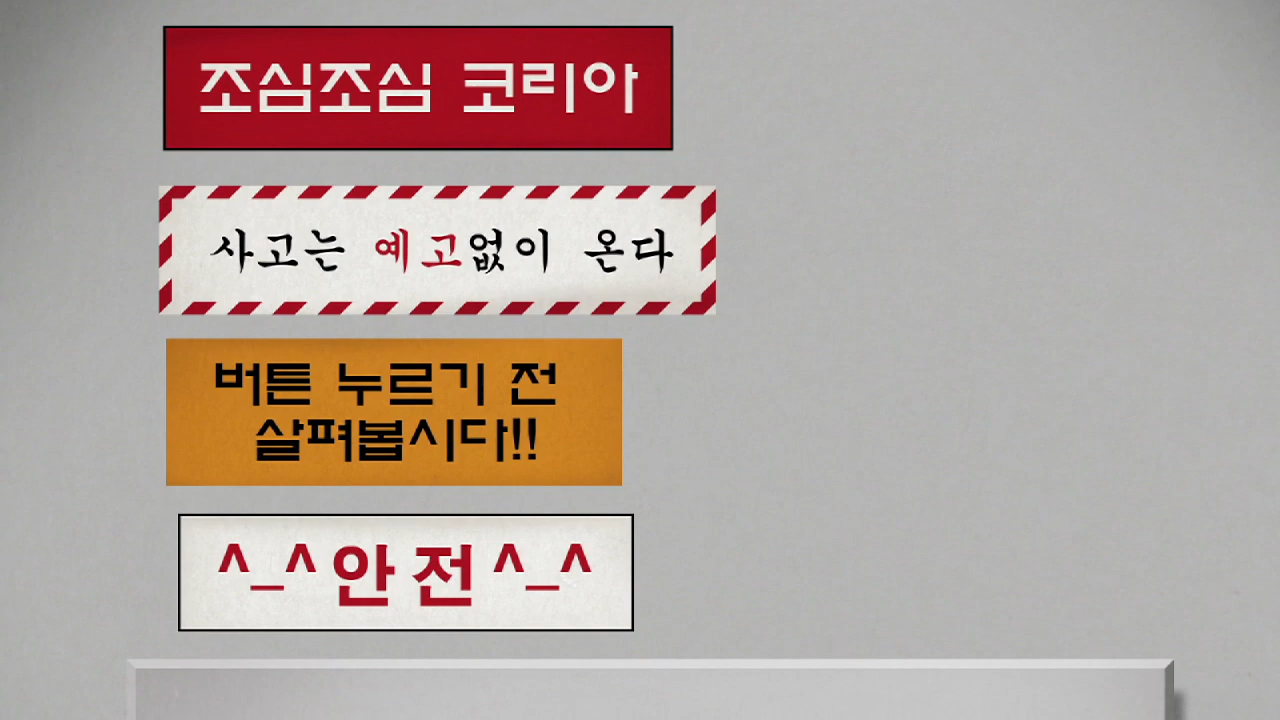 조심조심 코리아
사고는 예고없이 온다
버튼 누르기 전
살펴봅시다!!
^_^안전^_^